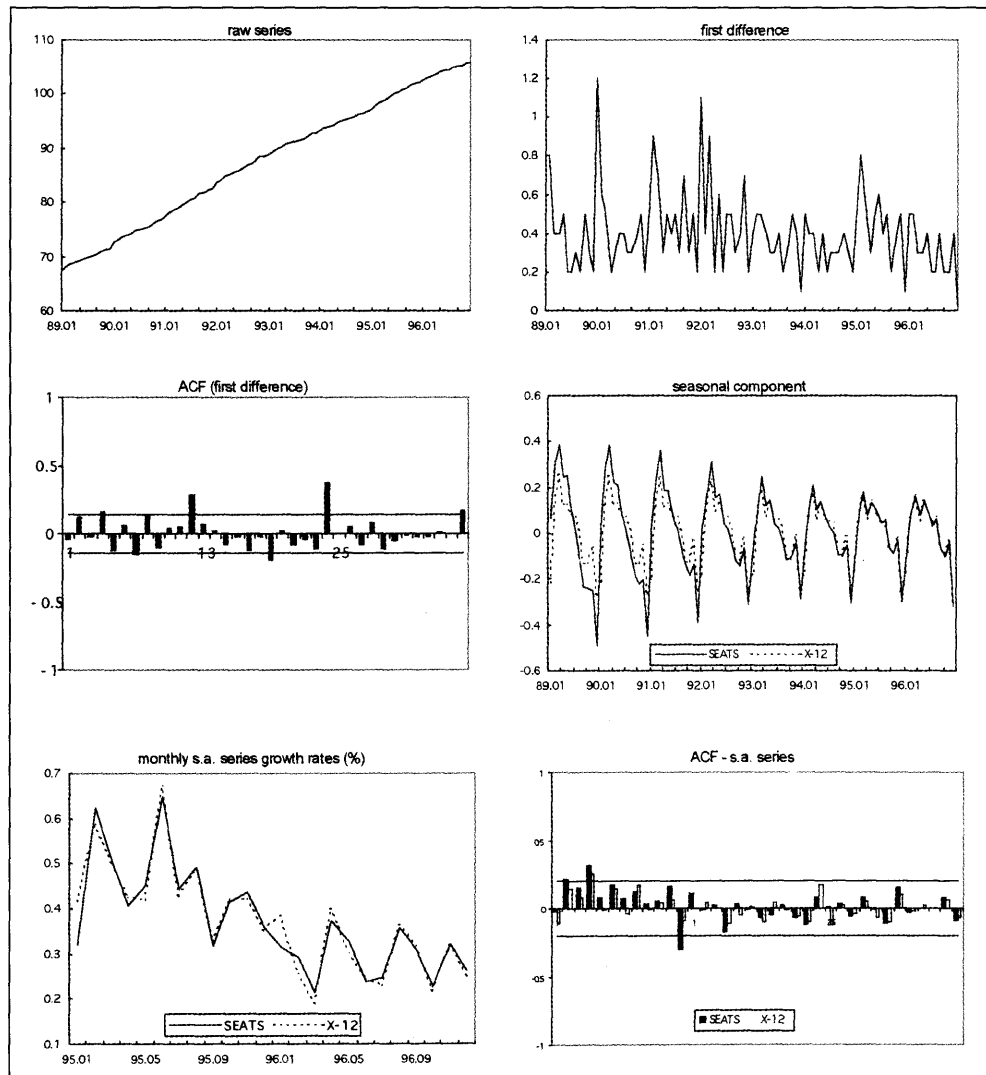 raw series
110
100
90
80
70
60
89.01 90.01 91.01 92.01 93.01 94.01 95.01 96.01
first difference
1.4
1.2
1
0.8
0.6
0.4
0.2
0
89.01 90.01 91.01 92.01 93.01 94.01 95.01 96.01
ACF (first difference)
1
0.5
0
-0.5
-1
1 13 25
seasonal component
0.6
0.4
0.2
0
-0.2
-0.4
-0.6
SEATS X-12
89.01 90.01 91.01 92.01 93.01 94.01 95.01 96.01
monthly s.a. series growth rates (%)
0.7
0.6
0.5
0.4
0.3
0.2
0.1
SEATS X-12
95.01 95.05 95.09 96.01 96.05 96.09
ACF - s.a. series
1
05
0
-05
-1
SEATS X-12